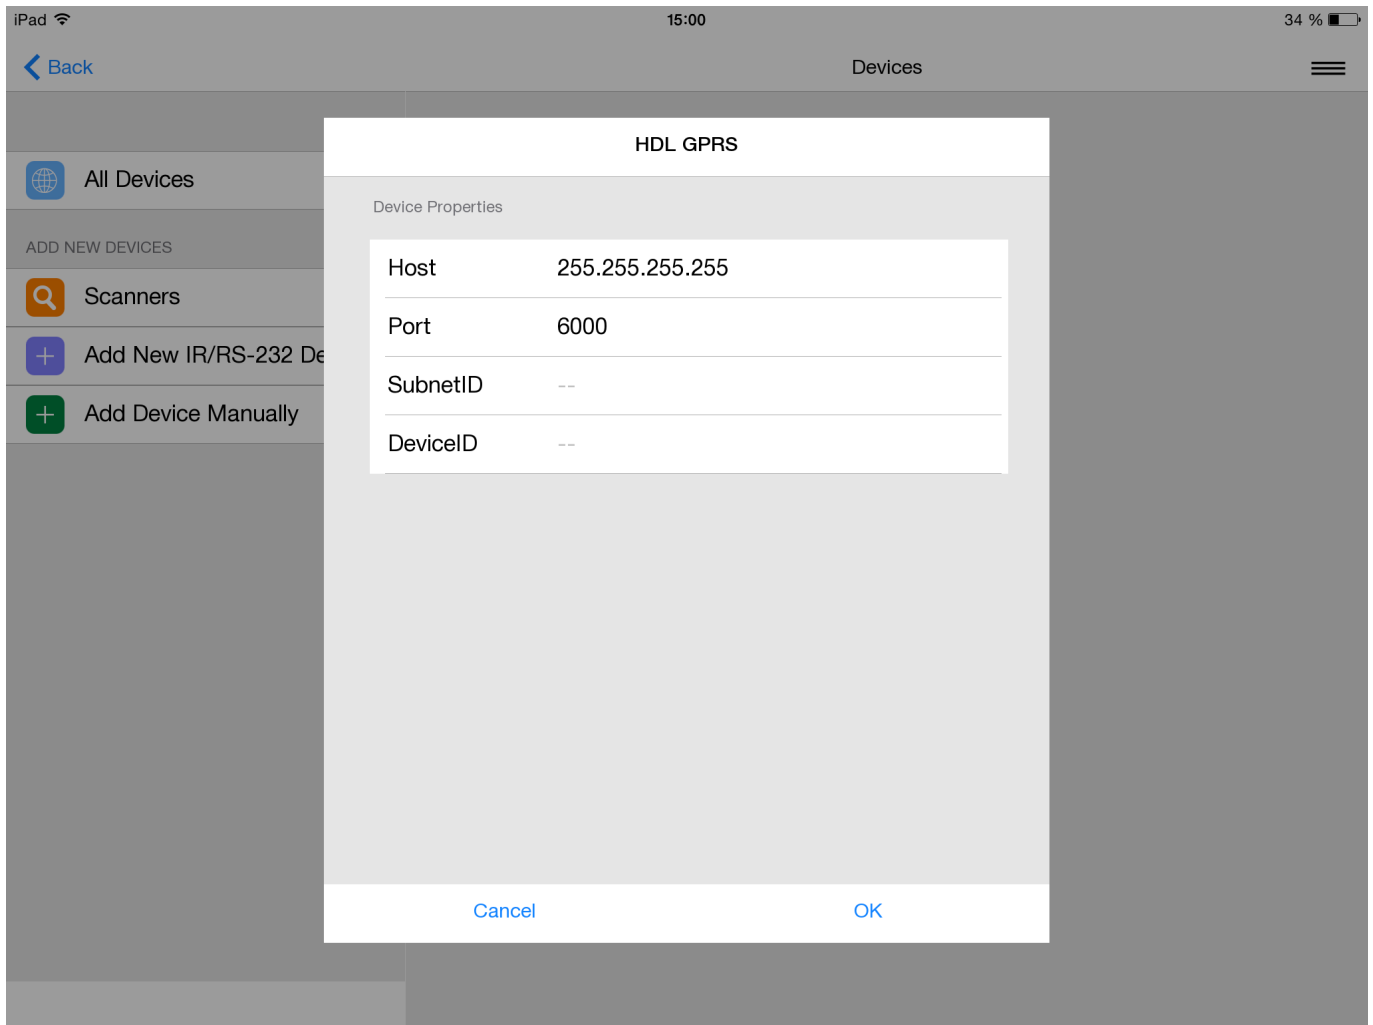 iPad 15:00 34 %
Back Devices
HDL GPRS
Device Properties
All Devices
ADD NEW DEVICES
Scanners
Add New IR/RS-232 De
Add Device Manually
Host 255.255.255.255
Port 6000
SubnetID --
DeviceID --
Cancel OK